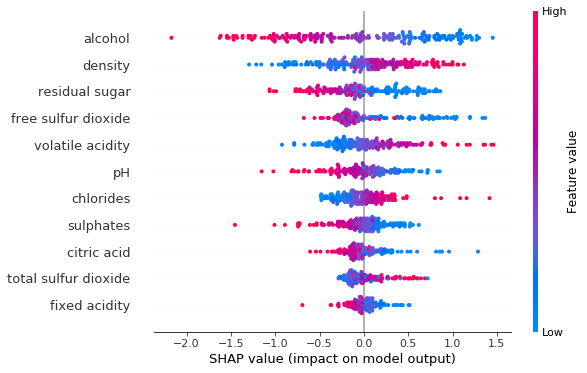 High
alcohol
density
residual sugar
free sulfur dioxide
volatile acidity
pH
chlorides
sulphates
citric acid
total sulfur dioxide
fixed acidity
Feature value
Low
−2.0 −1.5 −1.0 −0.5 0.0 0.5 1.0 1.5
SHAP value (impact on model output)